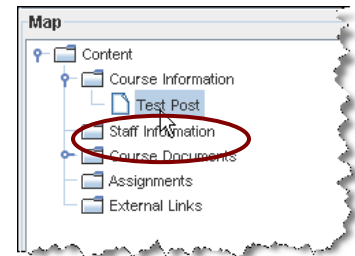 Map
Content
Course Information
Test Post
Staff Information
Course Documents
Assignments
External Links